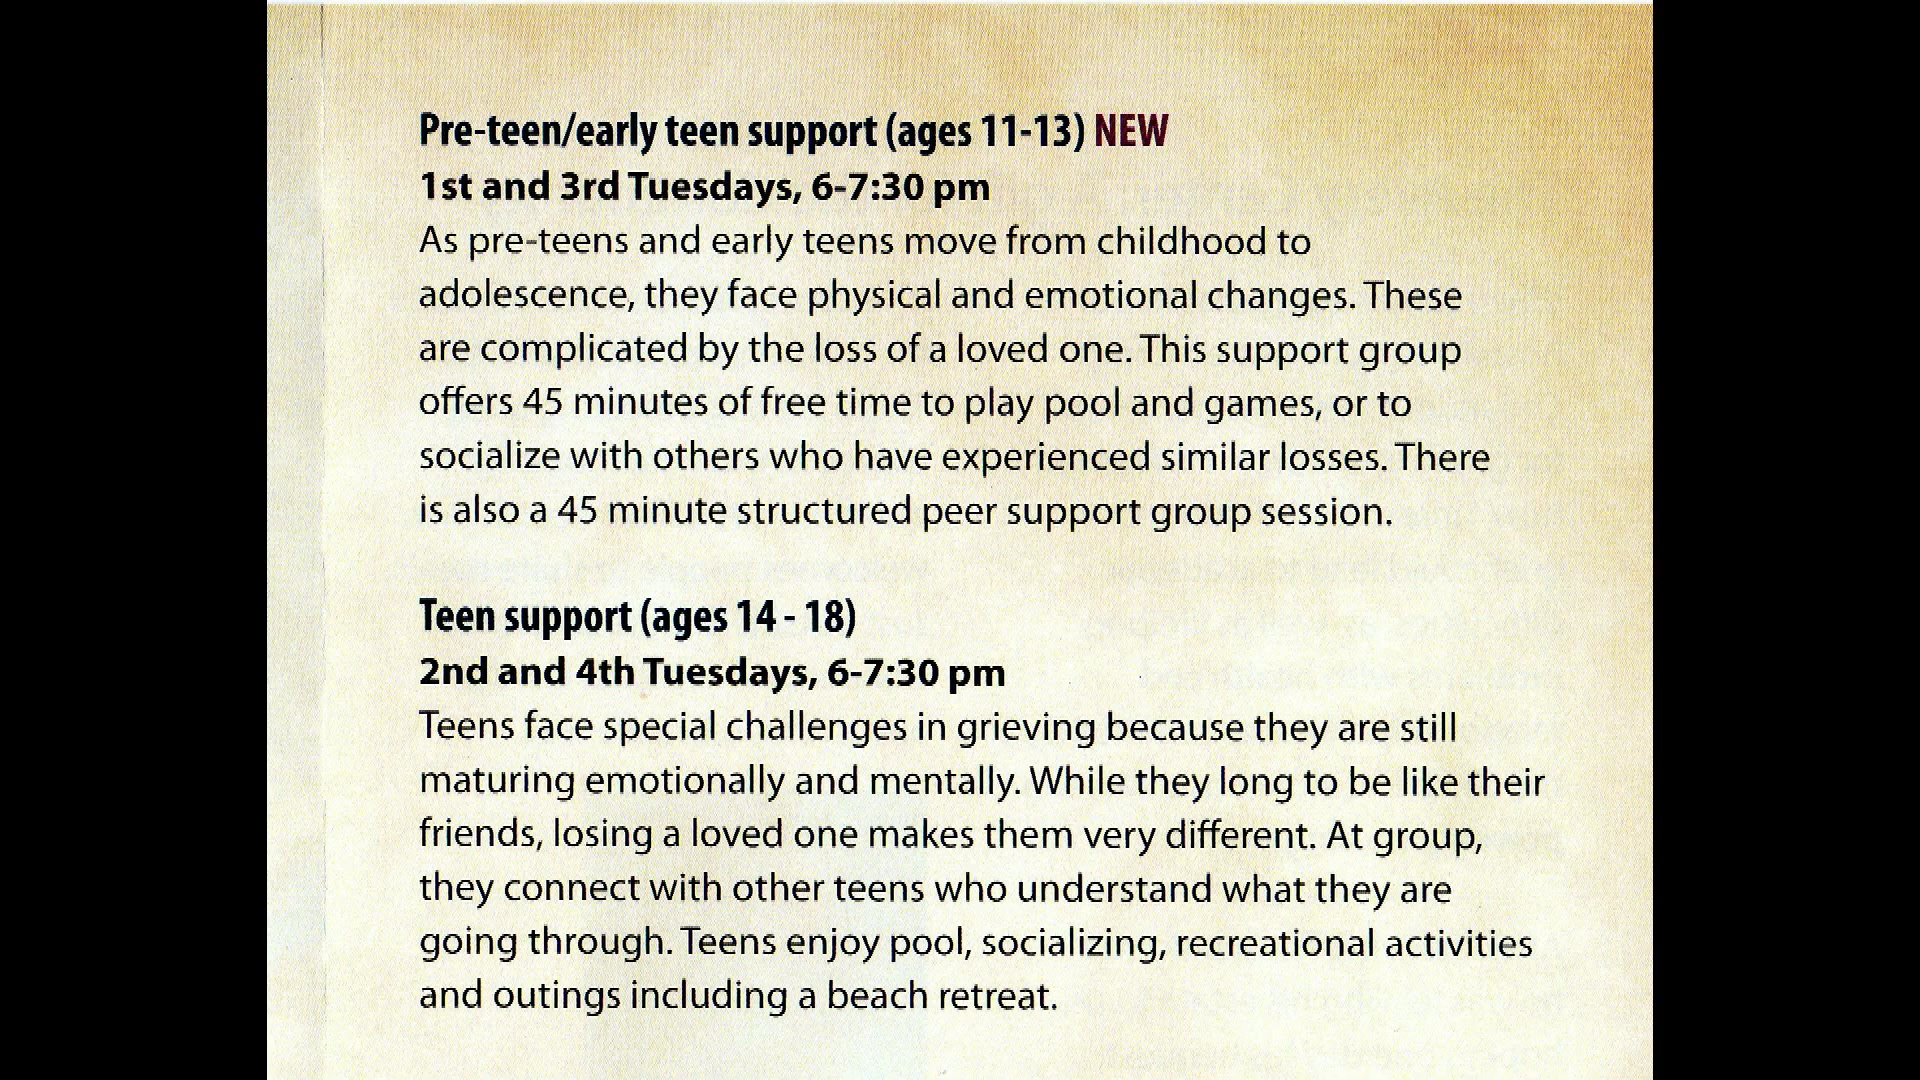 Pre-teen/early teen support (ages 11-13) NEW
1st and 3rd Tuesdays, 6-7:30 pm
As pre-teens and early teens move from childhood to
adolescence, they face physical and emotional changes. These
are complicated by the loss of a loved one. This support group
offers 45 minutes of free time to play pool and games, or to
socialize with others who have experienced similar losses. There
is also a 45 minute structured peer support group session.
Teen support (ages 14 - 18)
2nd and 4th Tuesdays, 6-7:30 pm
Teens face special challenges in grieving because they are still
maturing emotionally and mentally. While they long to be like their
friends, losing a loved one makes them very different. At group,
they connect with other teens who understand what they are
going through. Teens enjoy pool, socializing, recreational activities
and outings including a beach retreat.